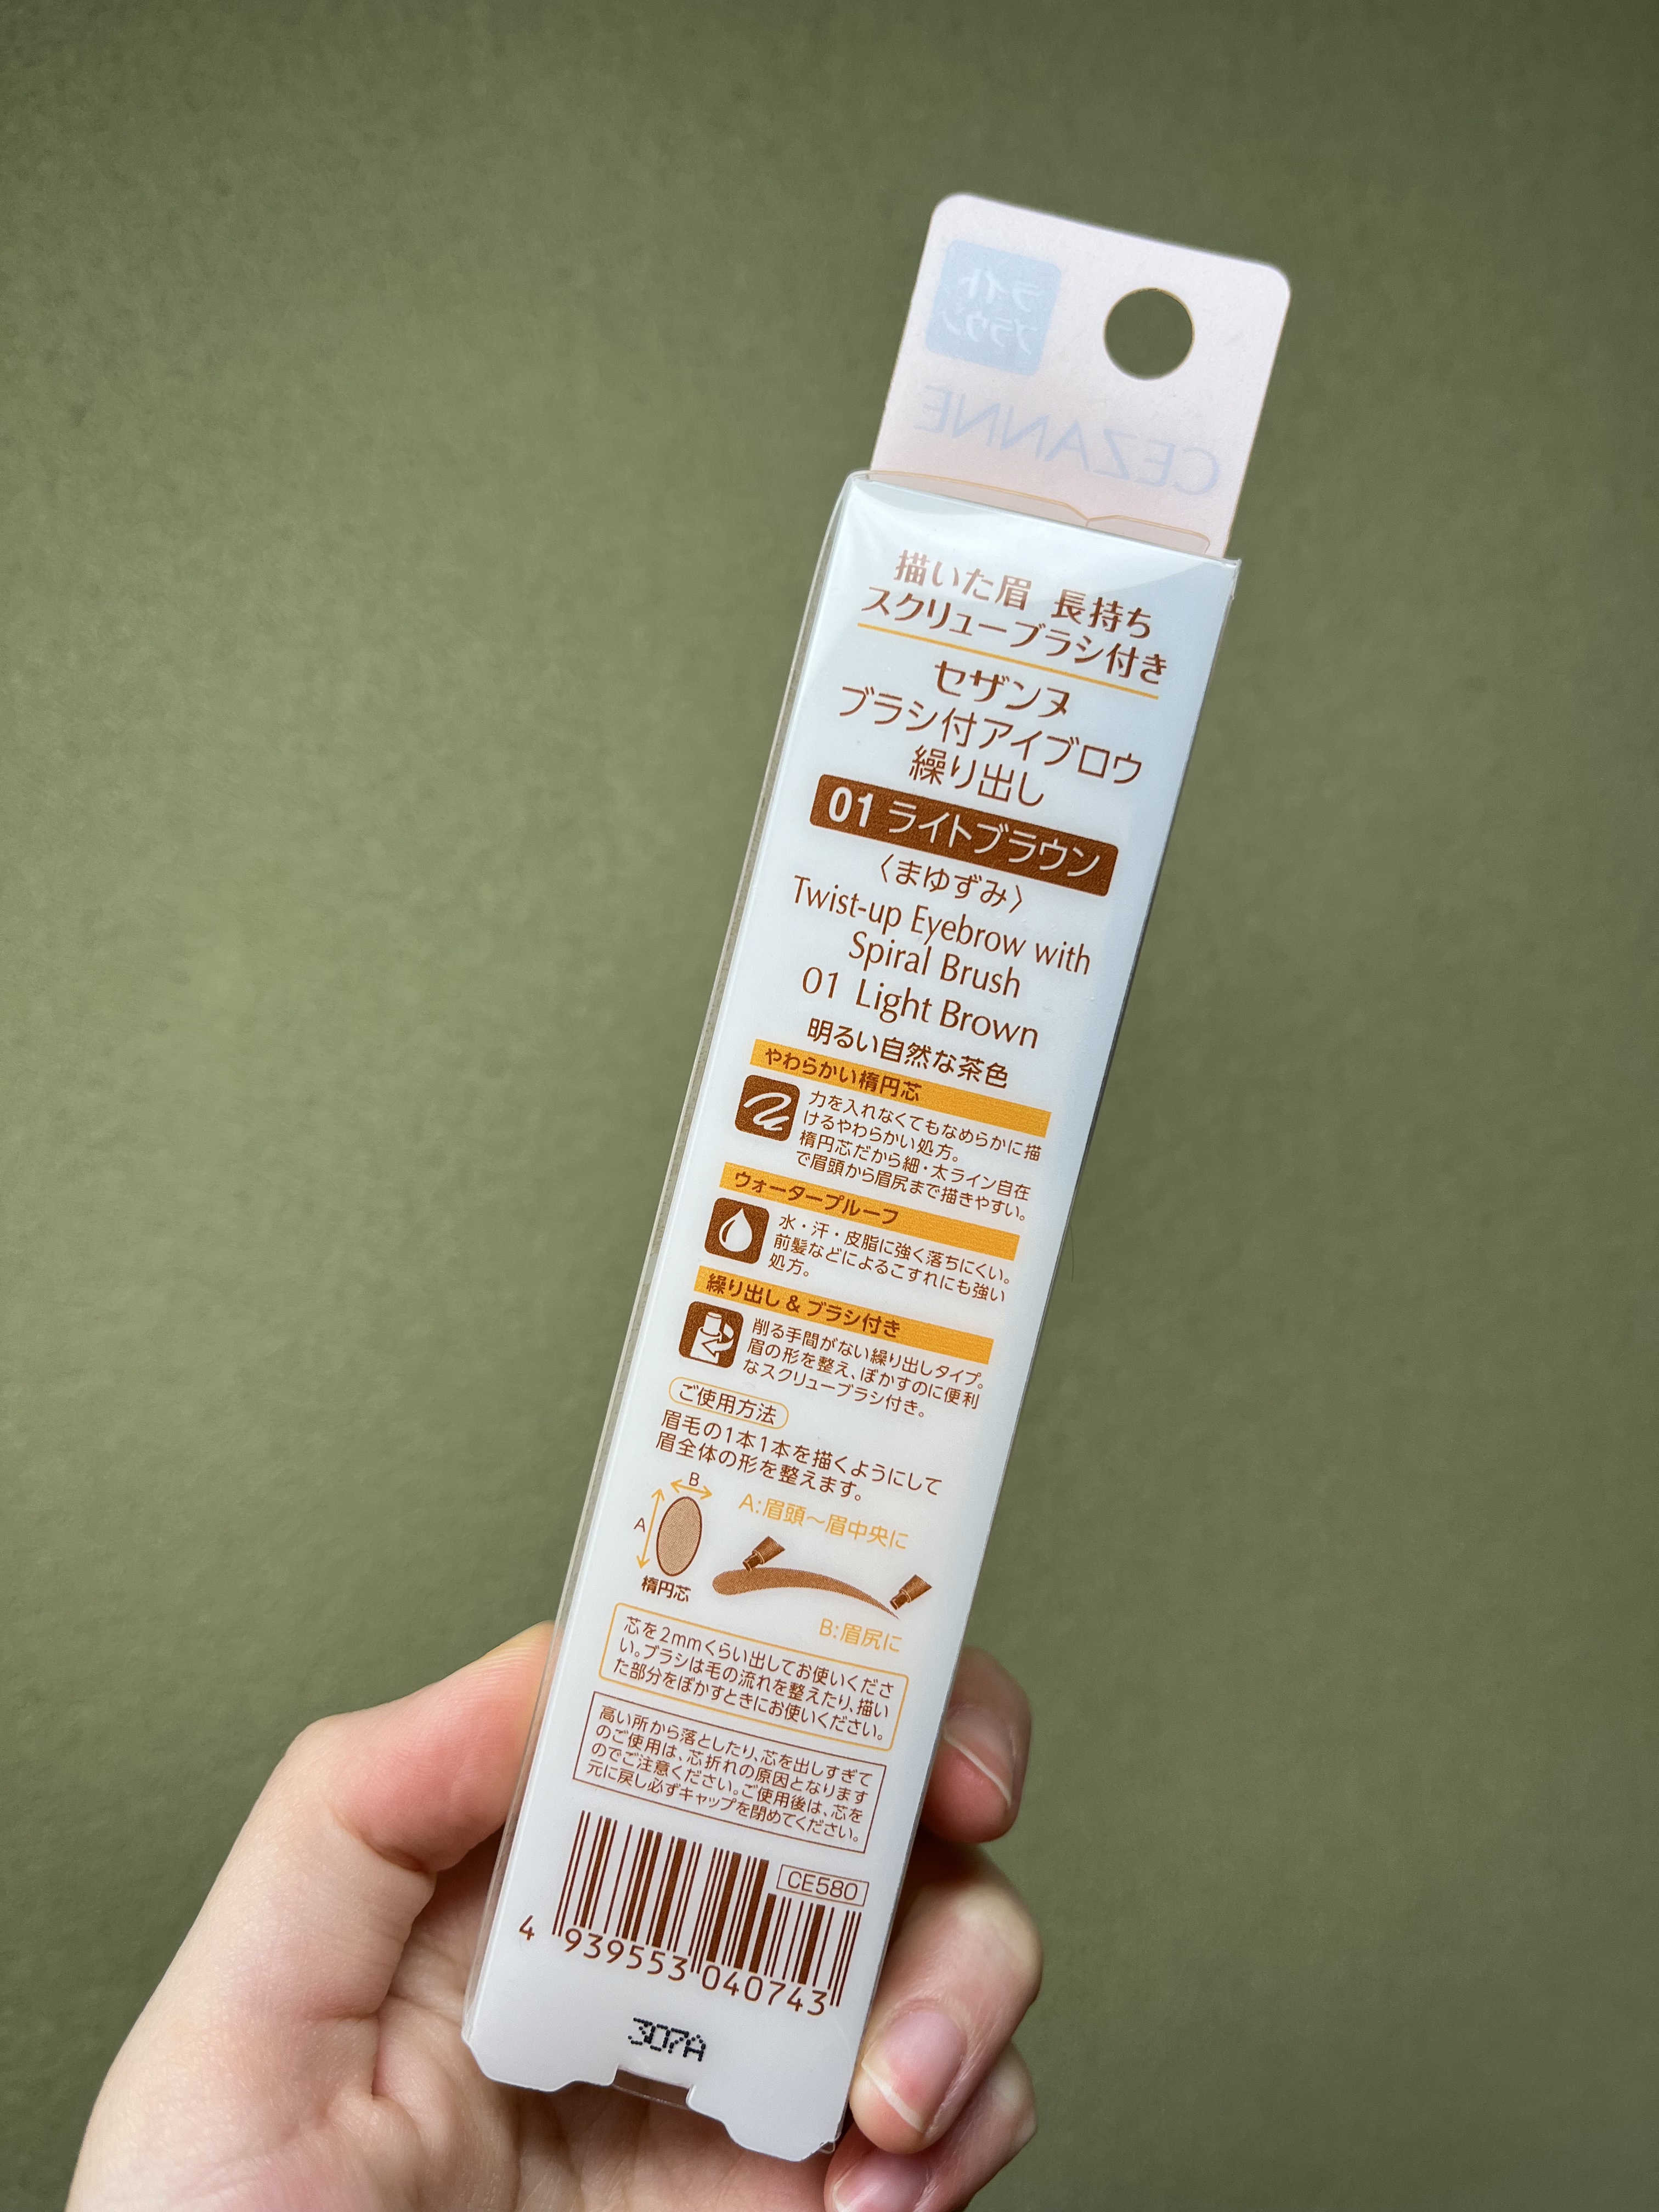 ライト
ブラウン
CEZANNE
描いた眉 長持ち
スクリューブラシ付き
セザンヌ
ブラシ付アイブロウ
繰り出し
01 ライトブラウン
〈まゆずみ〉
Twist-up Eyebrow with
Spiral Brush
01 Light Brown
明るい自然な茶色
やわらかい楕円芯
力を入れなくてもなめらかに描
けるやわらかい処方。
楕円芯だから細・太ライン自在
で眉頭から眉尻まで描きやすい。
ウォータープルーフ
水・汗・皮脂に強く落ちにくい。
前髪などによるこすれにも強い
処方。
繰り出し & ブラシ付き
削る手間がない繰り出しタイプ。
眉の形を整え、ぼかすのに便利
なスクリューブラシ付き。
ご使用方法
眉毛の1本1本を描くようにして
眉全体の形を整えます。
B
A
楕円芯
A:眉頭〜眉中央に
B:眉尻に
芯を2mmくらい出してお使いくださ
い。ブラシは毛の流れを整えたり、描い
た部分をぼかすときにお使いください。
高い所から落としたり、芯を出しすぎて
のご使用は、芯折れの原因となります
のでご注意ください。ご使用後は、芯を
元に戻し必ずキャップを閉めてください。
CE580
4 939553 040743
307A